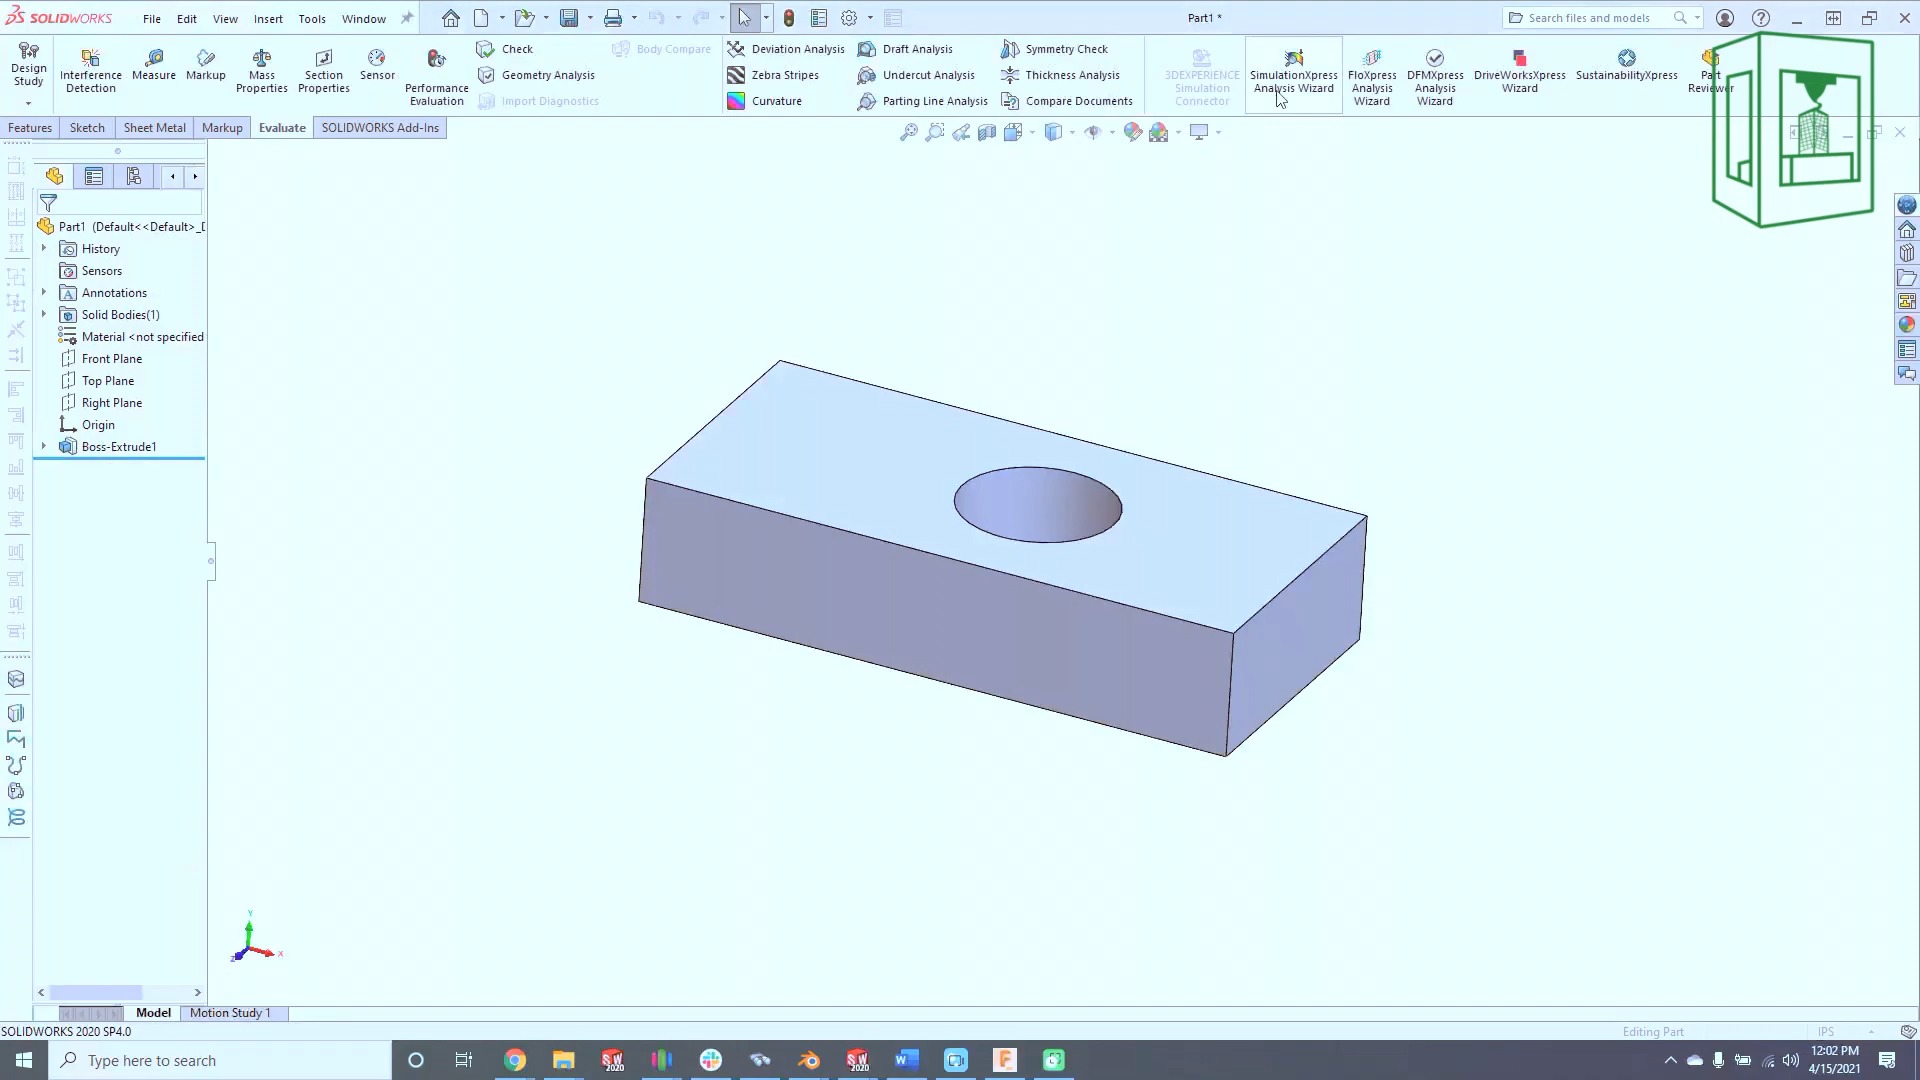 SOLIDWORKS File Edit View Insert Tools Window Part1 * Search files and models
Design Study
Interference Detection
Measure
Markup
Mass Properties
Section Properties
Sensor
Performance Evaluation
Check
Geometry Analysis
Import Diagnostics
Body Compare
Deviation Analysis
Zebra Stripes
Curvature
Draft Analysis
Undercut Analysis
Parting Line Analysis
Symmetry Check
Thickness Analysis
Compare Documents
3DEXPERIENCE Simulation Connector
SimulationXpress Analysis Wizard
FloXpress Analysis Wizard
DFMXpress Analysis Wizard
DriveWorksXpress Wizard
SustainabilityXpress
Part Reviewer
Features Sketch Sheet Metal Markup Evaluate SOLIDWORKS Add-Ins
Part1 (Default<<Default>_D
History
Sensors
Annotations
Solid Bodies(1)
Material <not specified
Front Plane
Top Plane
Right Plane
Origin
Boss-Extrude1
Y
X
Z
Model Motion Study 1
SOLIDWORKS 2020 SP4.0 Editing Part IPS
Type here to search
12:02 PM
4/15/2021